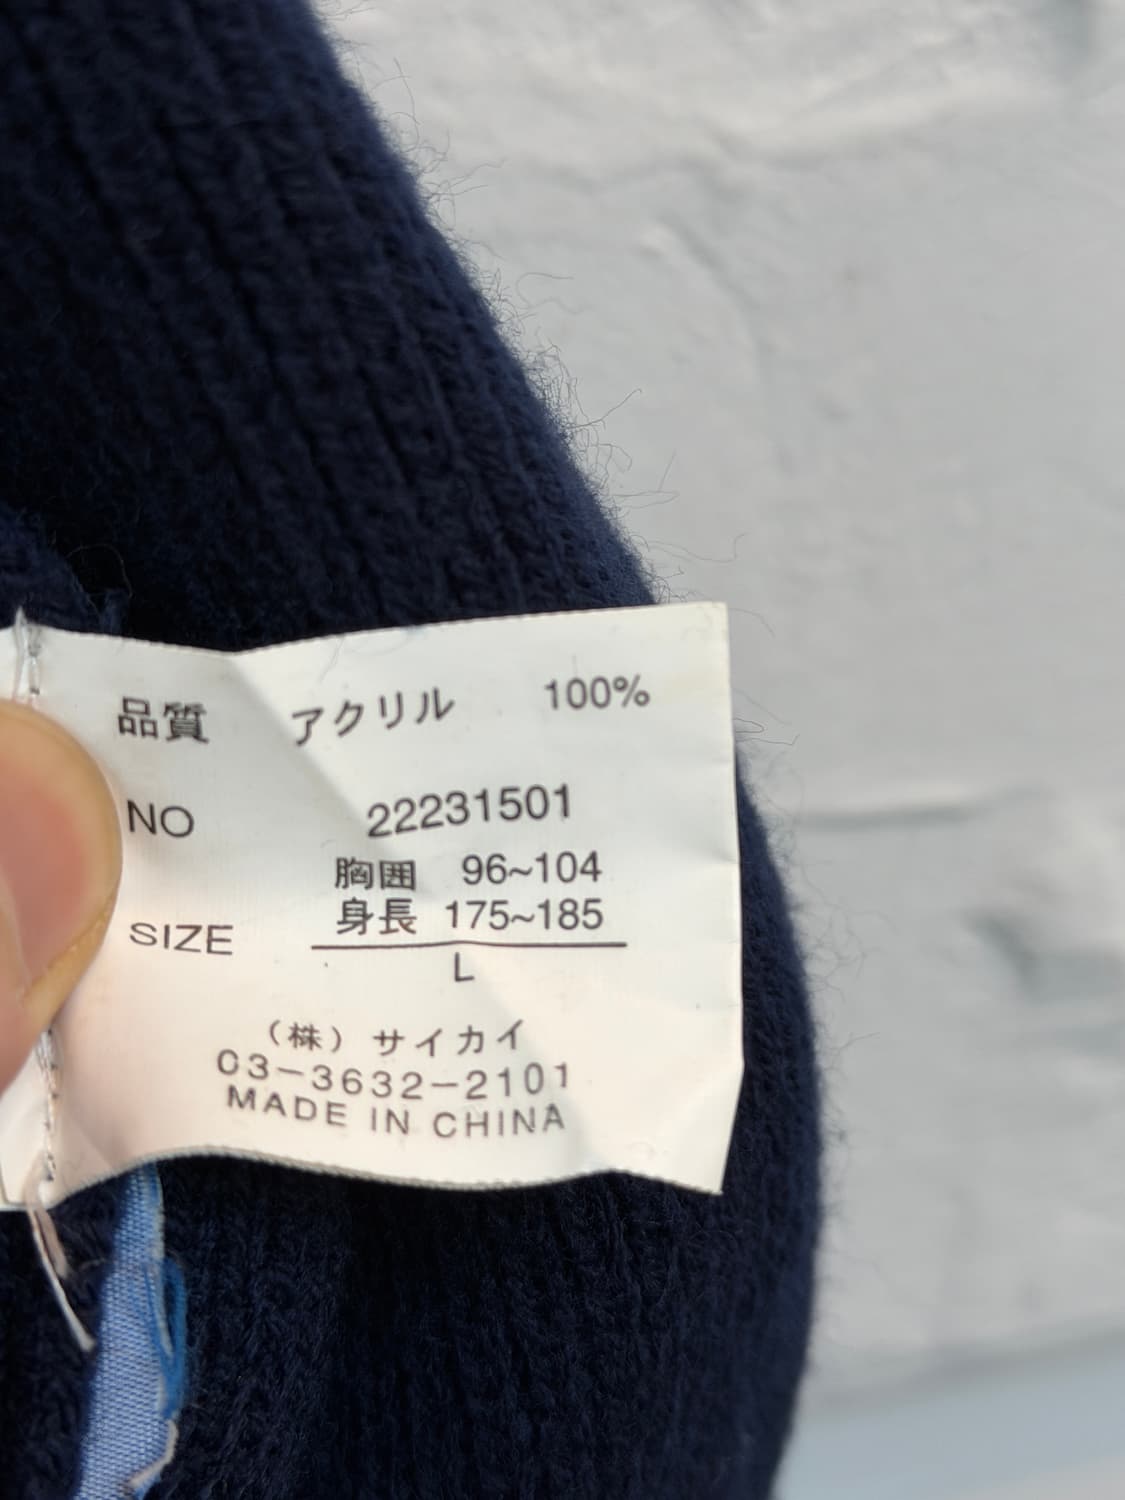 品質 アクリル 100%
NO 22231501
胸囲 96~104
身長 175~185
SIZE
L
(株) サイカイ
03-3632-2101
MADE IN CHINA